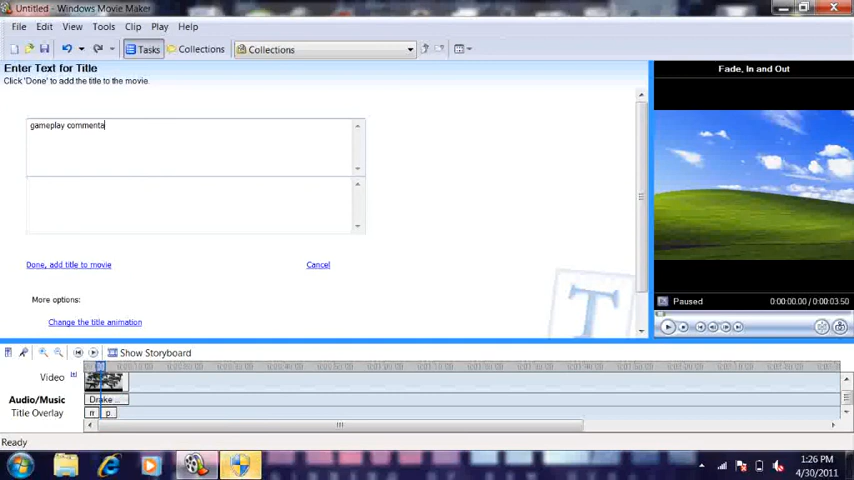 Untitled - Windows Movie Maker
File Edit View Tools Clip Play Help
Tasks Collections Collections
Enter Text for Title
Click 'Done' to add the title to the movie.
Fade, In and Out
gameplay commenta
Done, add title to movie Cancel
More options:
Change the title animation
Paused 0:00:00.00 / 0:00:03.50
T
Show Storyboard
Video
Audio/Music Drake ...
Title Overlay m p
Ready
1:26 PM
4/30/2011